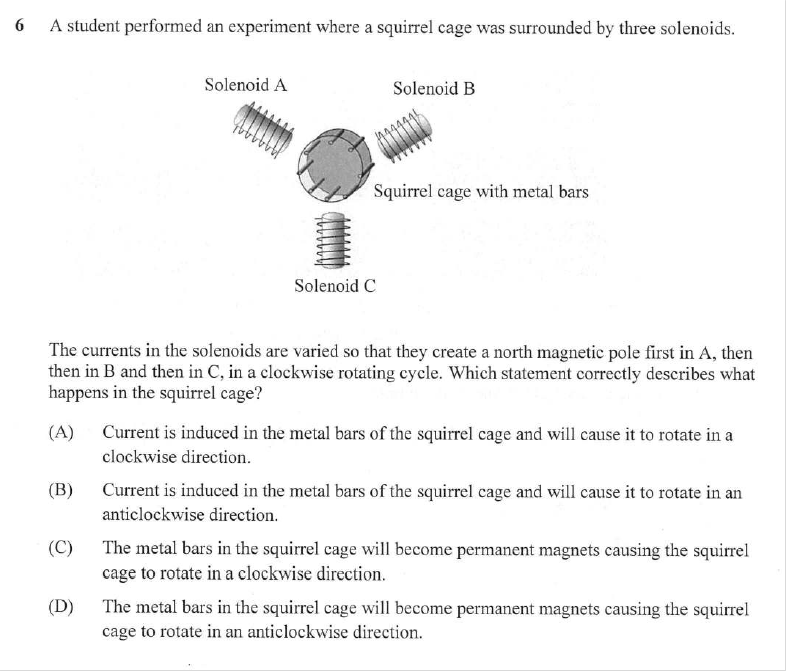 6 A student performed an experiment where a squirrel cage was surrounded by three solenoids.
Solenoid A
Solenoid B
Squirrel cage with metal bars
Solenoid C
The currents in the solenoids are varied so that they create a north magnetic pole first in A, then
then in B and then in C, in a clockwise rotating cycle. Which statement correctly describes what
happens in the squirrel cage?
(A) Current is induced in the metal bars of the squirrel cage and will cause it to rotate in a
clockwise direction.
(B) Current is induced in the metal bars of the squirrel cage and will cause it to rotate in an
anticlockwise direction.
(C) The metal bars in the squirrel cage will become permanent magnets causing the squirrel
cage to rotate in a clockwise direction.
(D) The metal bars in the squirrel cage will become permanent magnets causing the squirrel
cage to rotate in an anticlockwise direction.